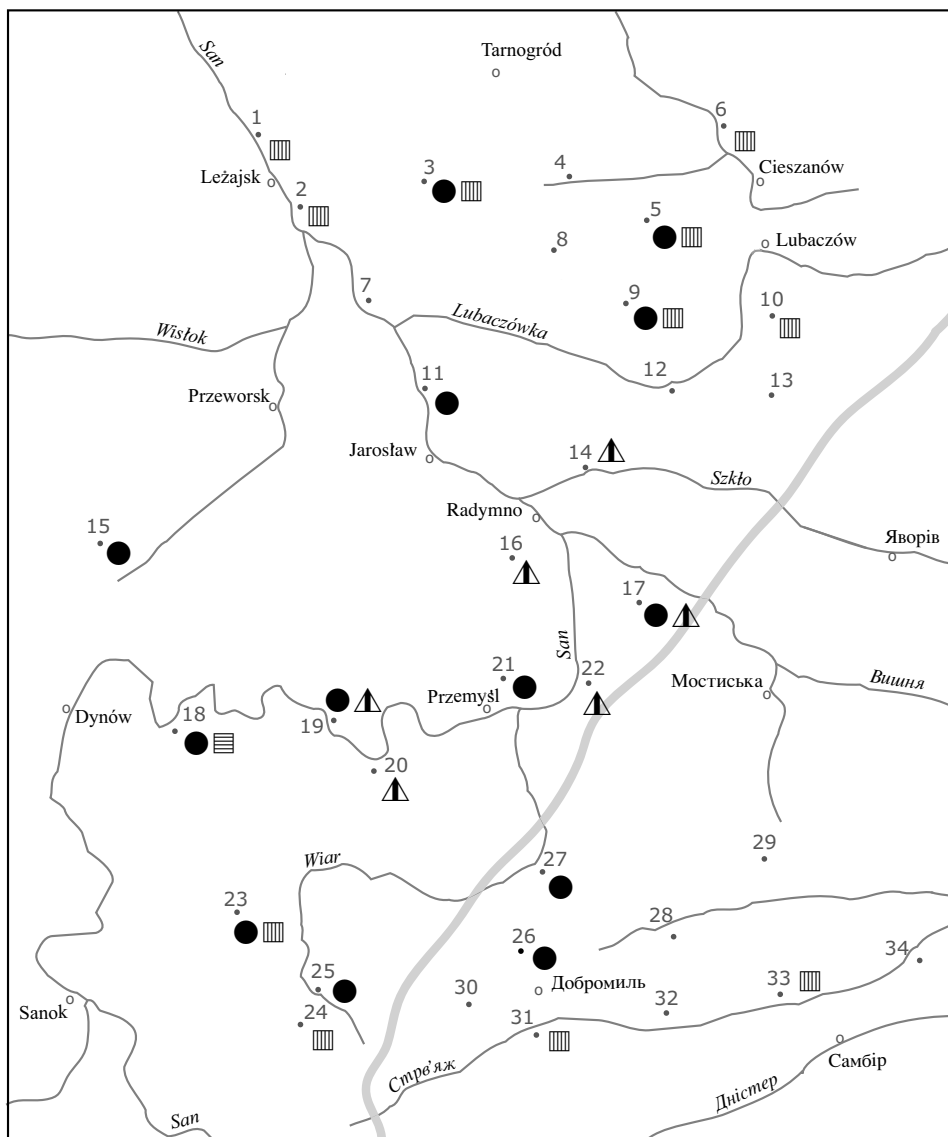 San
Tarnogród
1
6
Leżajsk
3
4
Cieszanów
2
5
Lubaczów
8
7
9
10
Lubaczówka
Wisłok
11
12
13
Przeworsk
Jarosław
14
Szkło
Radymno
15
16
Яворів
17
San
21
22
Мостиська
Вишня
Dynów
18
19
Przemyśl
20
Wiar
27
29
23
28
26
34
25
Sanok
24
30
Добромиль
32
33
31
Стрв'яж
Самбір
Дністер
San